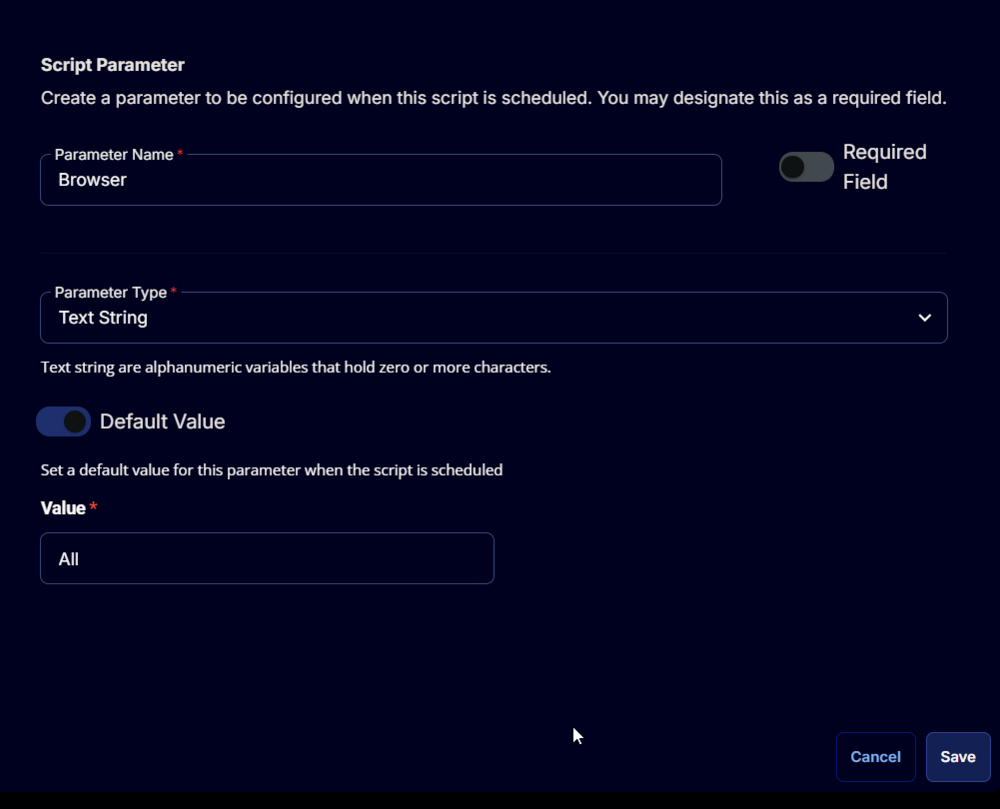 Script Parameter
Create a parameter to be configured when this script is scheduled. You may designate this as a required field.
Parameter Name *
Browser
Required
Field
Parameter Type *
Text String
Text string are alphanumeric variables that hold zero or more characters.
Default Value
Set a default value for this parameter when the script is scheduled
Value *
All
Cancel
Save